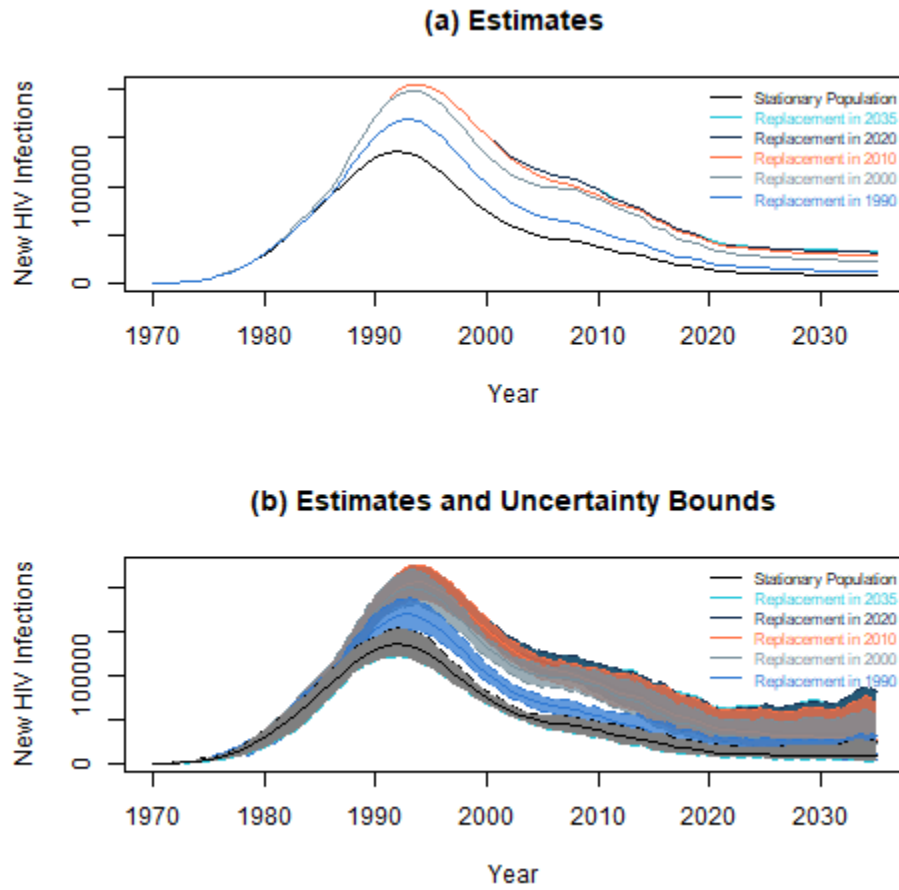 (a) Estimates
New HIV Infections
100000
0
Stationary Population
Replacement in 2035
Replacement in 2020
Replacement in 2010
Replacement in 2000
Replacement in 1990
1970 1980 1990 2000 2010 2020 2030
Year
(b) Estimates and Uncertainty Bounds
New HIV Infections
100000
0
Stationary Population
Replacement in 2035
Replacement in 2020
Replacement in 2010
Replacement in 2000
Replacement in 1990
1970 1980 1990 2000 2010 2020 2030
Year